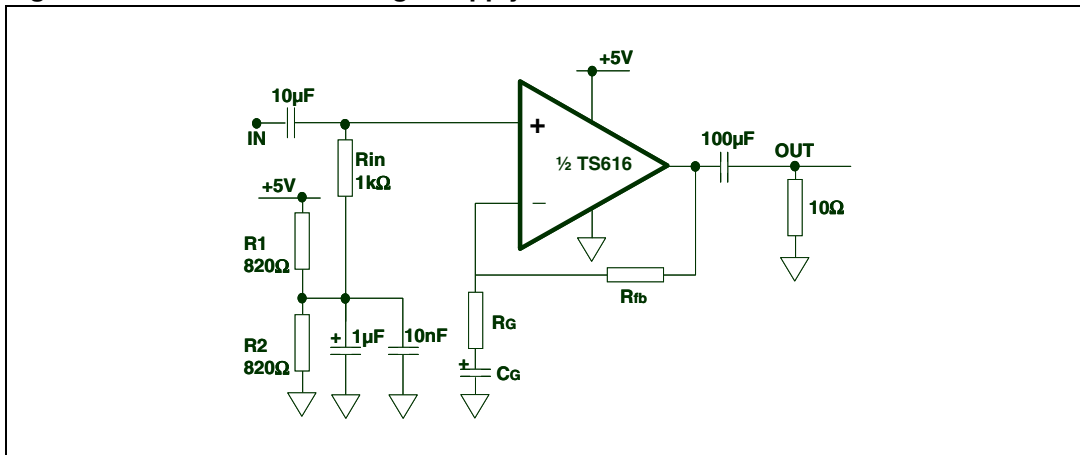 +5V
10µF
IN
+
½ TS616
–
100µF
OUT
Rin
1kΩ
+5V
10Ω
R1
820Ω
Rfb
R2
820Ω
+
1µF
10nF
RG
+
CG